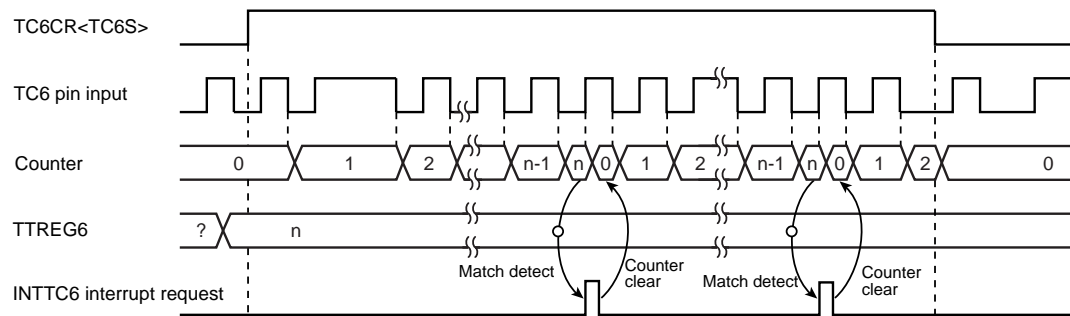 TC6CR<TC6S>
TC6 pin input
Counter
0 1 2 n-1 n 0 1 2 n-1 n 0 1 2 0
TTREG6
? n
Match detect
Counter
clear
Match detect
Counter
clear
INTTC6 interrupt request